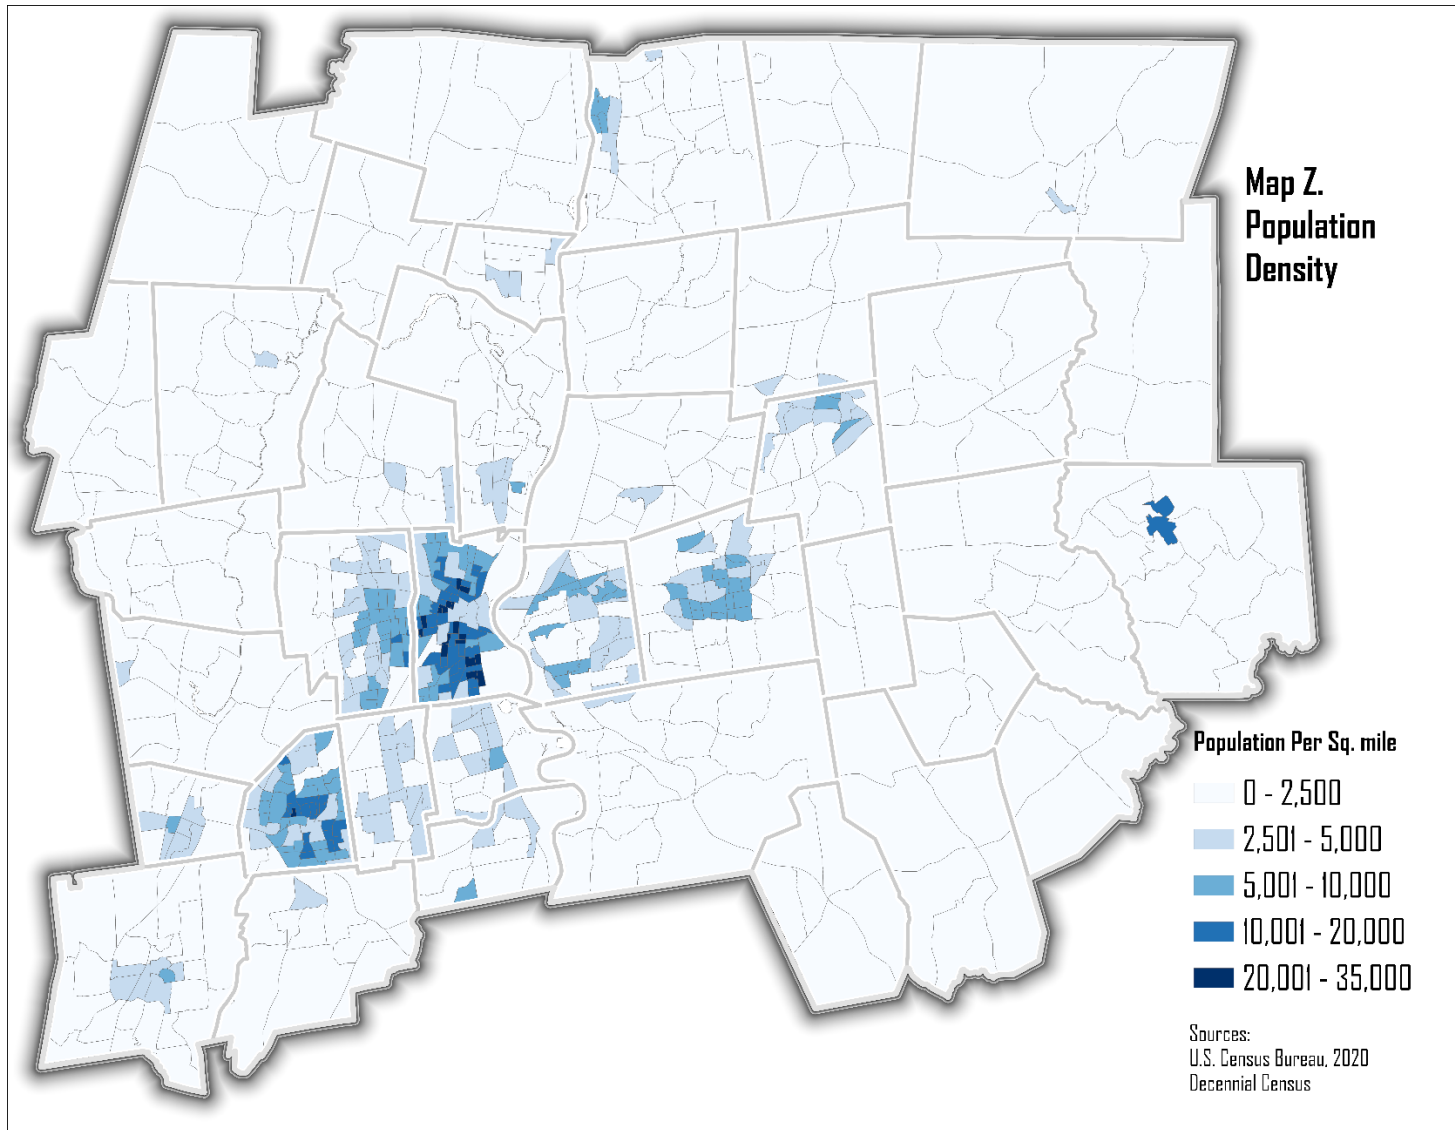 Map Z.
Population
Density
Population Per Sq. mile
0 - 2,500
2,501 - 5,000
5,001 - 10,000
10,001 - 20,000
20,001 - 35,000
Sources:
U.S. Census Bureau, 2020
Decennial Census